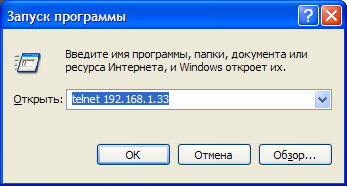 Запуск программы
Введите имя программы, папки, документа или
ресурса Интернета, и Windows откроет их.
Открыть: telnet 192.168.1.33
ОК Отмена Обзор...